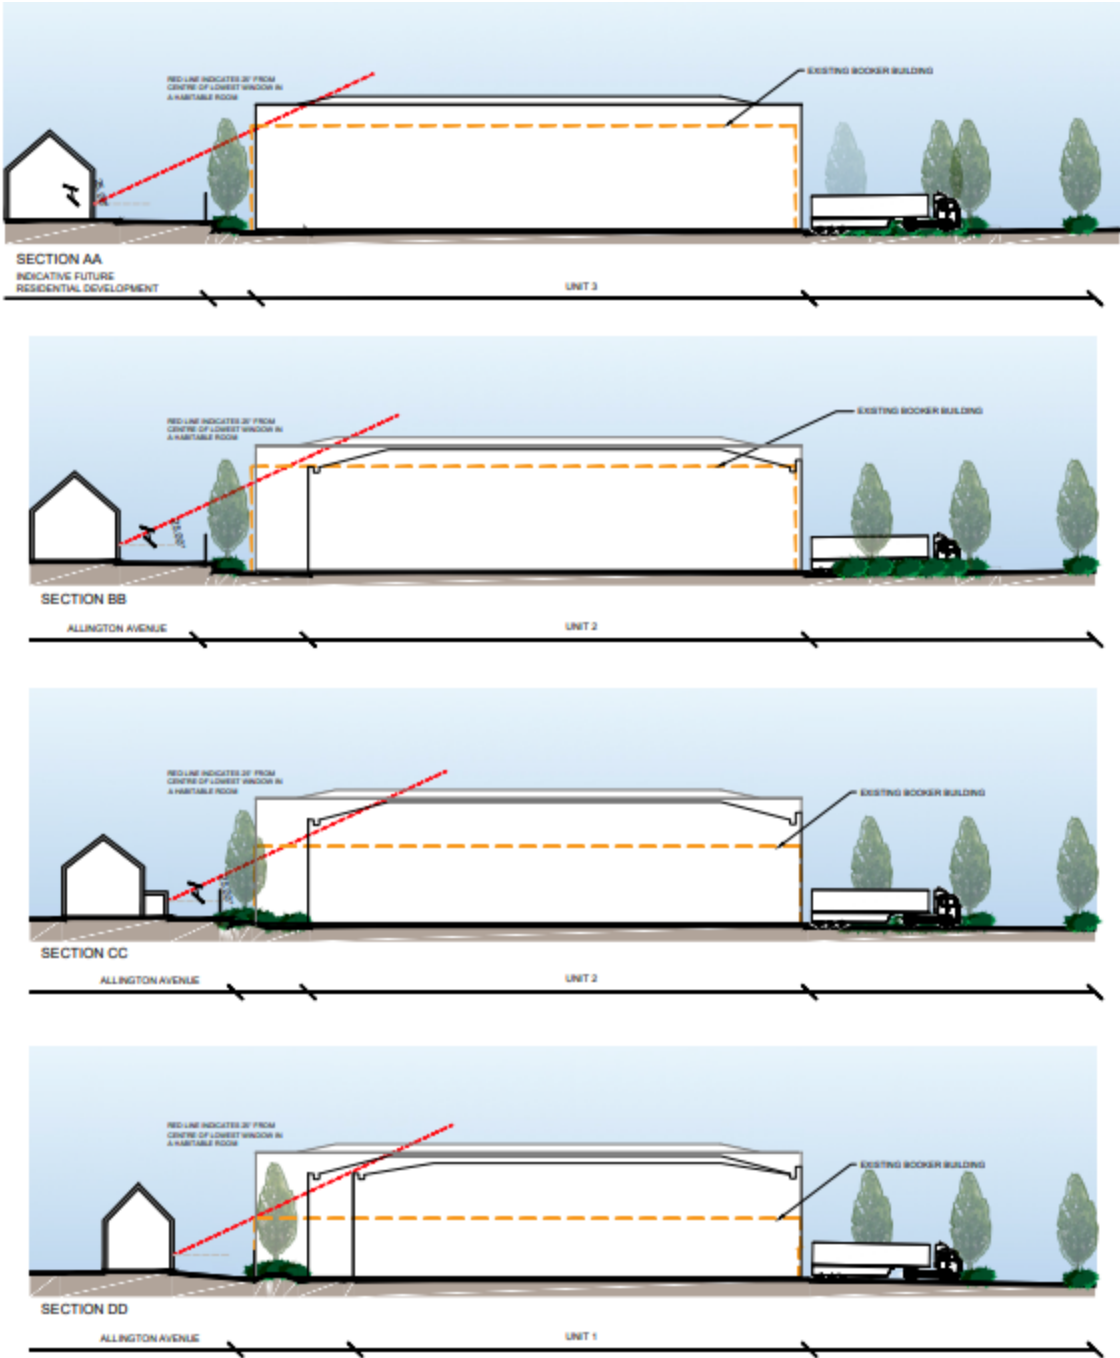 RED LINE INDICATES 25° FROM
CENTRE OF LOWEST WINDOW IN
A HABITABLE ROOM
EXISTING BOOKER BUILDING
SECTION AA
INDICATIVE FUTURE
RESIDENTIAL DEVELOPMENT
UNIT 3
RED LINE INDICATES 25° FROM
CENTRE OF LOWEST WINDOW IN
A HABITABLE ROOM
EXISTING BOOKER BUILDING
25.00°
SECTION BB
ALLINGTON AVENUE
UNIT 2
RED LINE INDICATES 25° FROM
CENTRE OF LOWEST WINDOW IN
A HABITABLE ROOM
EXISTING BOOKER BUILDING
SECTION CC
ALLINGTON AVENUE
UNIT 2
RED LINE INDICATES 25° FROM
CENTRE OF LOWEST WINDOW IN
A HABITABLE ROOM
EXISTING BOOKER BUILDING
SECTION DD
ALLINGTON AVENUE
UNIT 1